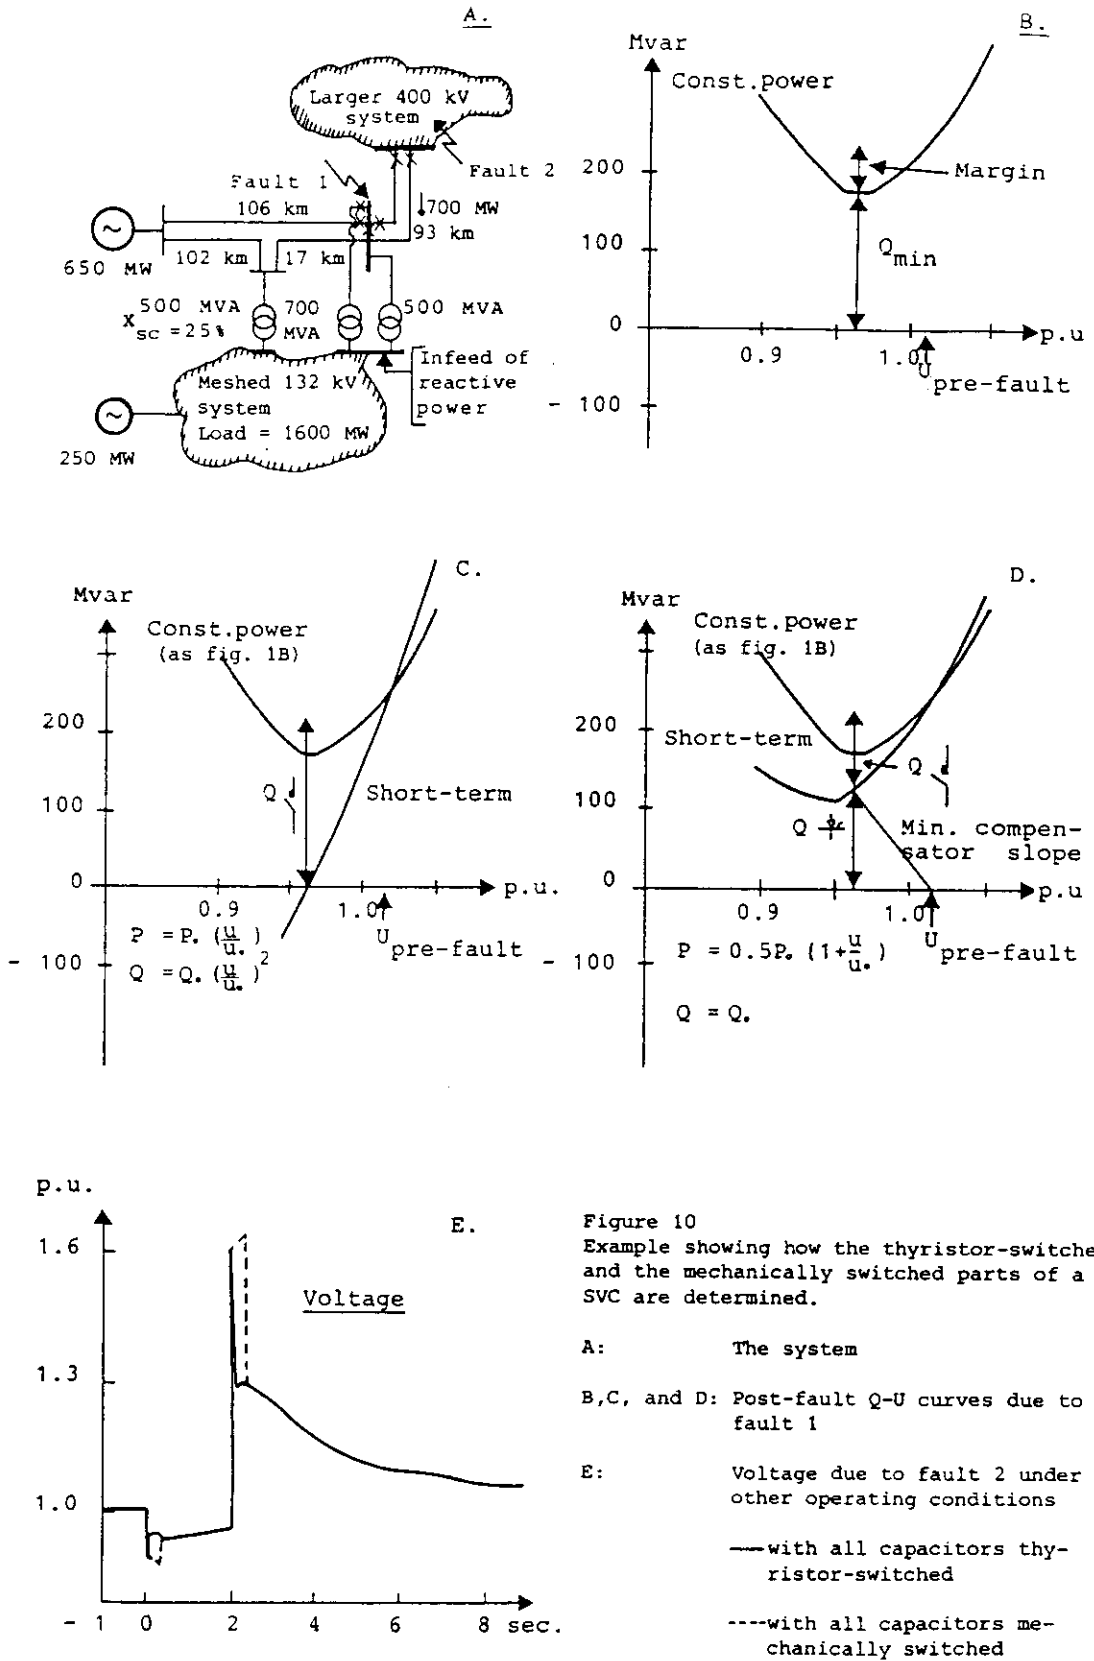 A.
Larger 400 kV
system
Fault 2
Fault 1
106 km
700 MW
93 km
650 MW
102 km
17 km
500 MVA
700
MVA
500 MVA
X sc = 25%
Meshed 132 kV
system
Load = 1600 MW
Infeed of
reactive
power
250 MW
~
~
B.
Mvar
Const.power
200
Margin
100
Qmin
0
0.9
1.0
p.u
U pre-fault
- 100
C.
Mvar
Const.power
(as fig. 1B)
200
Q
Short-term
100
0
0.9
1.0
p.u.
U pre-fault
- 100
P = P. (u/u.)
Q = Q. (u/u.)²
D.
Mvar
Const.power
(as fig. 1B)
200
Short-term
Q
100
Q
Min. compen-
sator slope
0
0.9
1.0
p.u
U pre-fault
- 100
P = 0.5P. (1+u/u.)
Q = Q.
E.
p.u.
1.6
Voltage
1.3
1.0
- 1 0 2 4 6 8 sec.
Figure 10
Example showing how the thyristor-switche
and the mechanically switched parts of a
SVC are determined.
A: The system
B,C, and D: Post-fault Q-U curves due to
fault 1
E: Voltage due to fault 2 under
other operating conditions
—with all capacitors thy-
ristor-switched
----with all capacitors me-
chanically switched